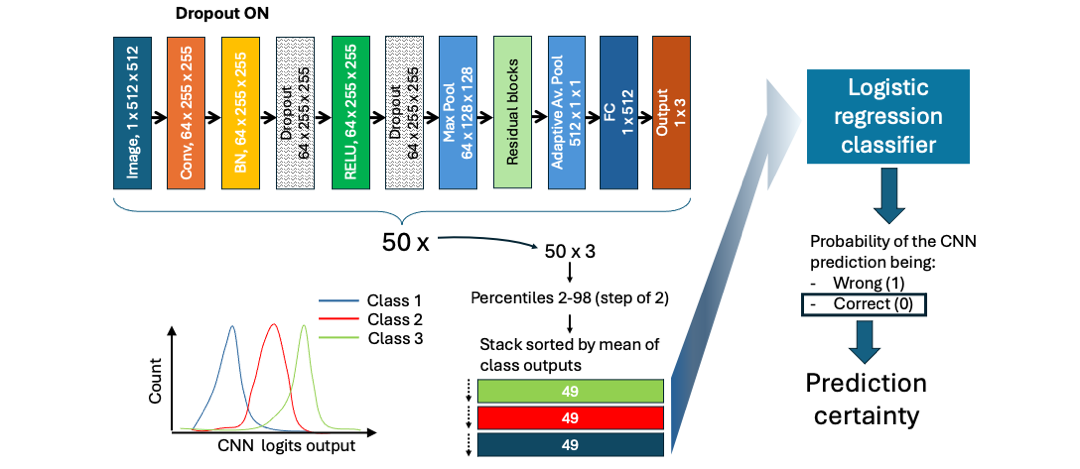 Dropout ON
Image, 1 x 512 x 512
Conv, 64 x 255 x 255
BN, 64 x 255 x 255
Dropout
64 x 255 x 255
RELU, 64 x 255 x 255
Dropout
64 x 255 x 255
Max Pool
64 x 128 x 128
Residual blocks
Adaptive Av. Pool
512 x 1 x 1
FC
1 x 512
Output
1 x 3
Logistic
regression
classifier
50 x
50 x 3
Percentiles 2-98 (step of 2)
Stack sorted by mean of
class outputs
49
49
49
Class 1
Class 2
Class 3
Count
CNN logits output
Probability of the CNN
prediction being:
- Wrong (1)
- Correct (0)
Prediction
certainty